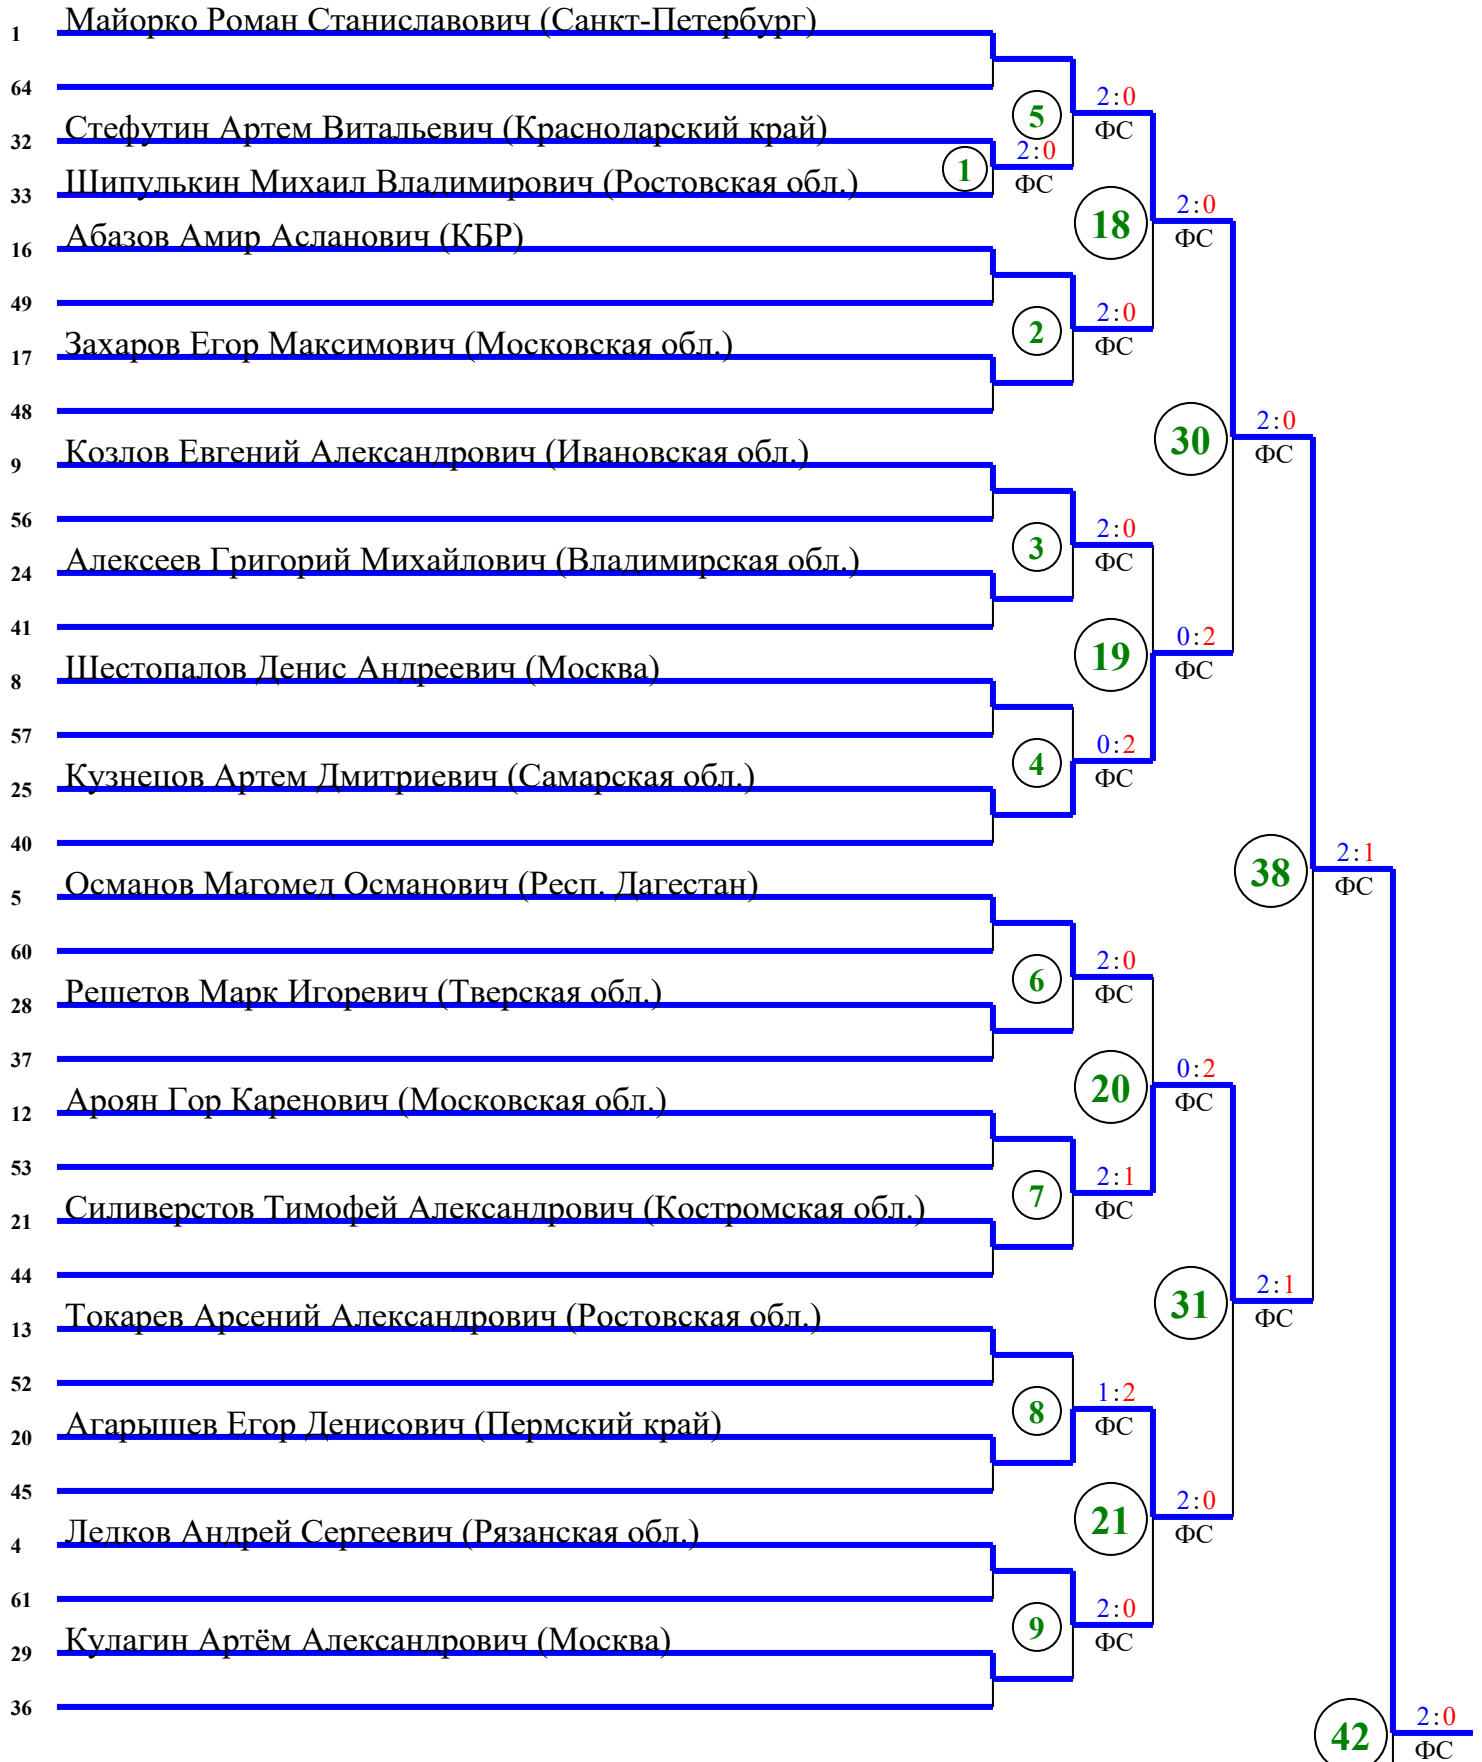 Майорко Роман Станиславович (Санкт-Петербург)
1
64
2:0
5
ФС
Стефутин Артем Витальевич (Краснодарский край)
32
2:0
1
ФС
Шипулькин Михаил Владимирович (Ростовская обл.)
33
2:0
18
ФС
Абазов Амир Асланович (КБР)
16
49
2:0
2
ФС
Захаров Егор Максимович (Московская обл.)
17
48
2:0
30
ФС
Козлов Евгений Александрович (Ивановская обл.)
9
56
2:0
3
ФС
Алексеев Григорий Михайлович (Владимирская обл.)
24
41
0:2
19
ФС
Шестопалов Денис Андреевич (Москва)
8
57
0:2
4
ФС
Кузнецов Артем Дмитриевич (Самарская обл.)
25
40
2:1
38
ФС
Османов Магомед Османович (Респ. Дагестан)
5
60
2:0
6
ФС
Решетов Марк Игоревич (Тверская обл.)
28
37
0:2
20
ФС
Ароян Гор Каренович (Московская обл.)
12
53
2:1
7
ФС
Силиверстов Тимофей Александрович (Костромская обл.)
21
44
2:1
31
ФС
Токарев Арсений Александрович (Ростовская обл.)
13
52
1:2
8
ФС
Агарышев Егор Денисович (Пермский край)
20
45
2:0
21
ФС
Ледков Андрей Сергеевич (Рязанская обл.)
4
61
2:0
9
ФС
Кулагин Артём Александрович (Москва)
29
36
2:0
42
ФС